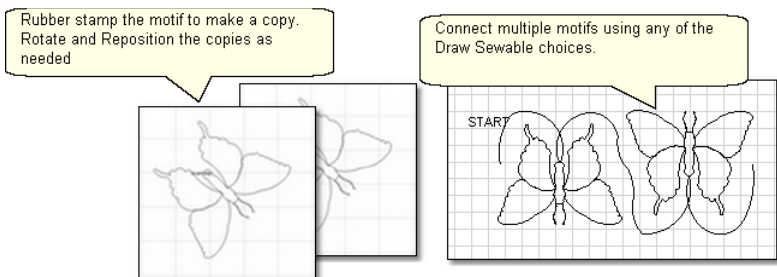 Rubber stamp the motif to make a copy.
Rotate and Reposition the copies as
needed
Connect multiple motifs using any of the
Draw Sewable choices.
START